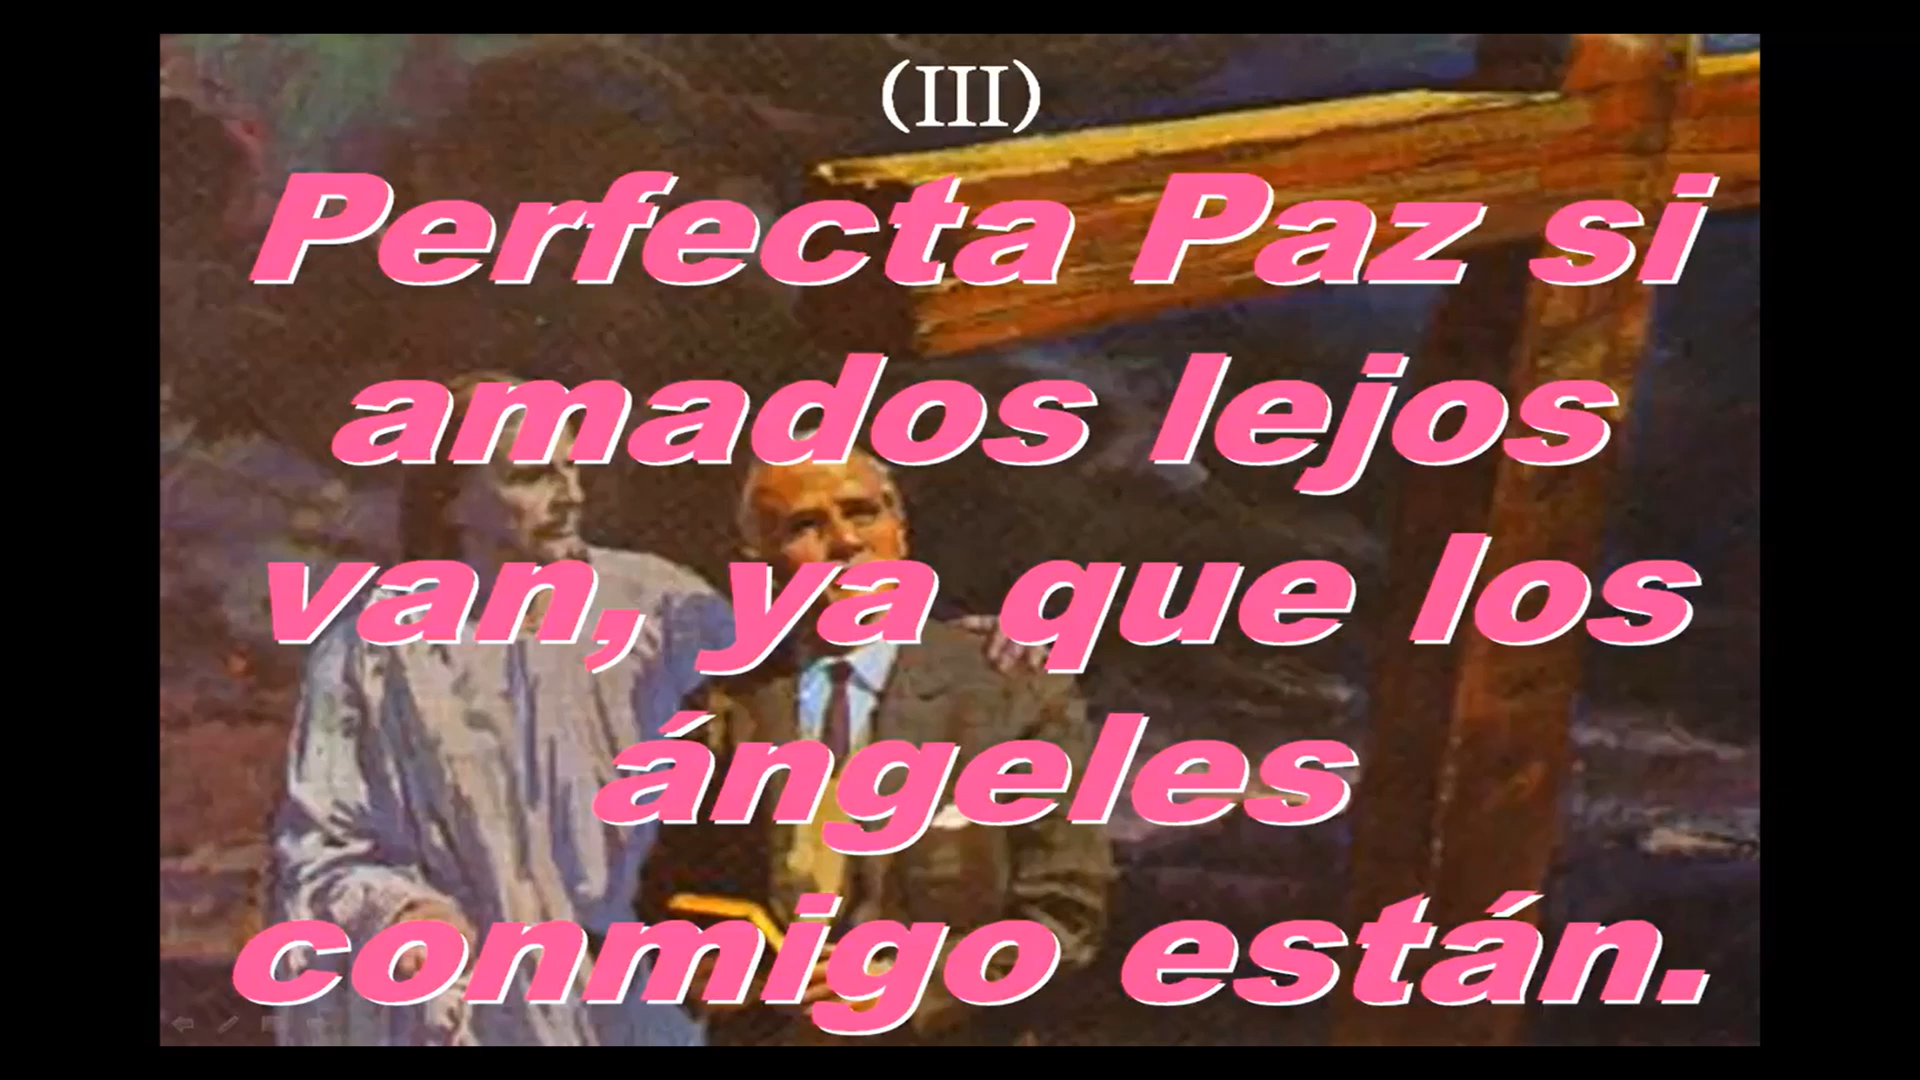 (III)
Perfecta Paz si
amados lejos
van, ya que los
ángeles
conmigo están.